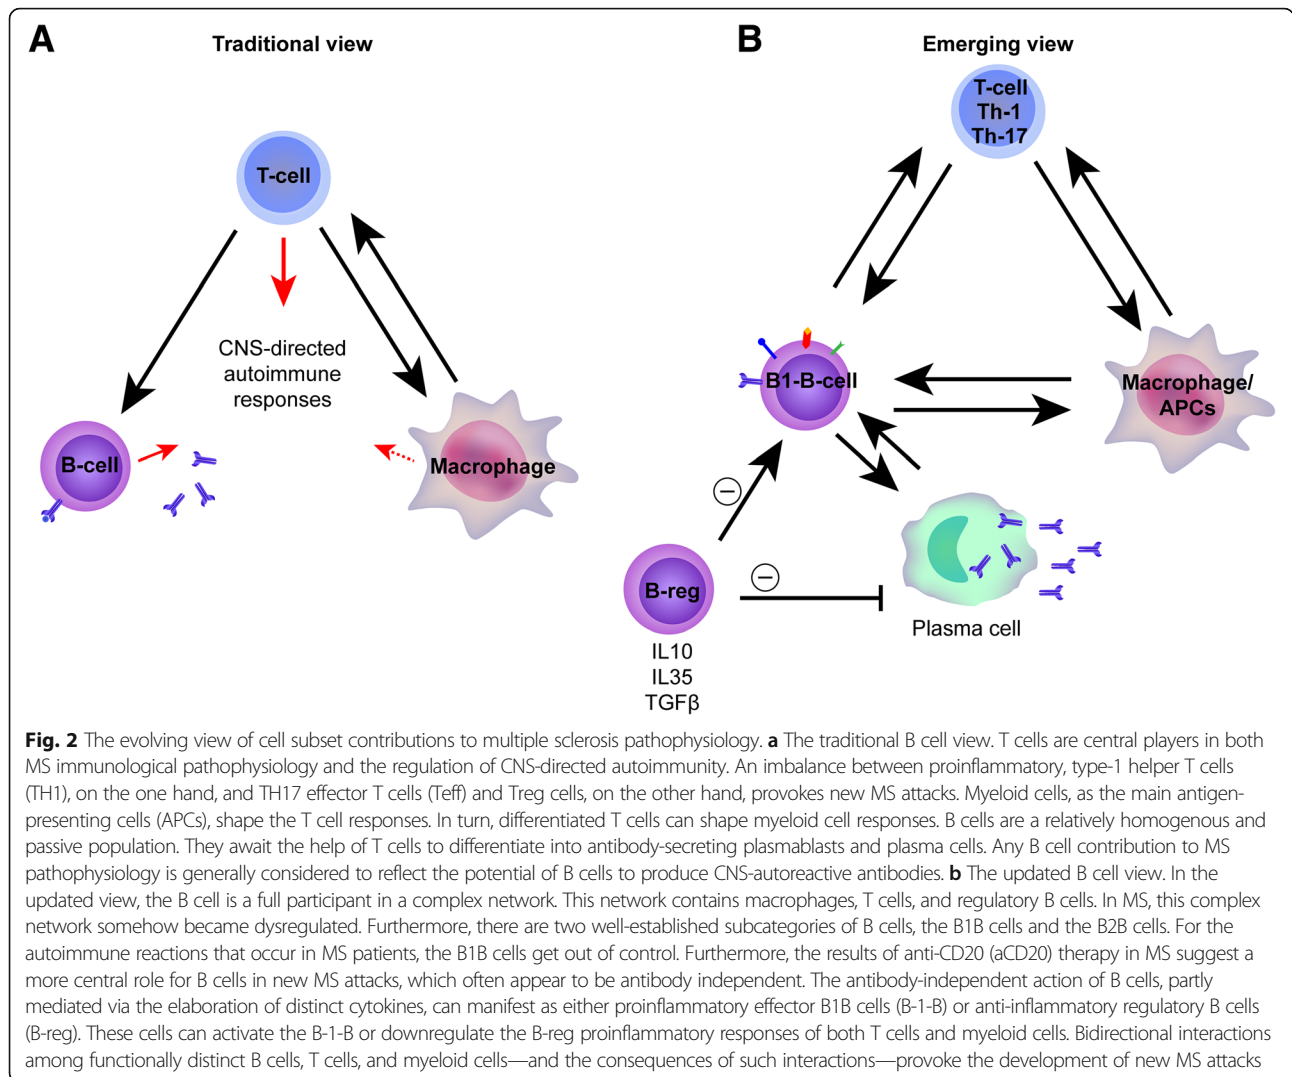 A
Traditional view
T-cell
CNS-directed
autoimmune
responses
B-cell
Macrophage
B
Emerging view
T-cell
Th-1
Th-17
B1-B-cell
Macrophage/
APCs
−
B-reg
−
IL10
IL35
TGFβ
Plasma cell
Fig. 2 The evolving view of cell subset contributions to multiple sclerosis pathophysiology. a The traditional B cell view. T cells are central players in both
MS immunological pathophysiology and the regulation of CNS-directed autoimmunity. An imbalance between proinflammatory, type-1 helper T cells
(TH1), on the one hand, and TH17 effector T cells (Teff) and Treg cells, on the other hand, provokes new MS attacks. Myeloid cells, as the main antigen-
presenting cells (APCs), shape the T cell responses. In turn, differentiated T cells can shape myeloid cell responses. B cells are a relatively homogenous and
passive population. They await the help of T cells to differentiate into antibody-secreting plasmablasts and plasma cells. Any B cell contribution to MS
pathophysiology is generally considered to reflect the potential of B cells to produce CNS-autoreactive antibodies. b The updated B cell view. In the
updated view, the B cell is a full participant in a complex network. This network contains macrophages, T cells, and regulatory B cells. In MS, this complex
network somehow became dysregulated. Furthermore, there are two well-established subcategories of B cells, the B1B cells and the B2B cells. For the
autoimmune reactions that occur in MS patients, the B1B cells get out of control. Furthermore, the results of anti-CD20 (aCD20) therapy in MS suggest a
more central role for B cells in new MS attacks, which often appear to be antibody independent. The antibody-independent action of B cells, partly
mediated via the elaboration of distinct cytokines, can manifest as either proinflammatory effector B1B cells (B-1-B) or anti-inflammatory regulatory B cells
(B-reg). These cells can activate the B-1-B or downregulate the B-reg proinflammatory responses of both T cells and myeloid cells. Bidirectional interactions
among functionally distinct B cells, T cells, and myeloid cells—and the consequences of such interactions—provoke the development of new MS attacks